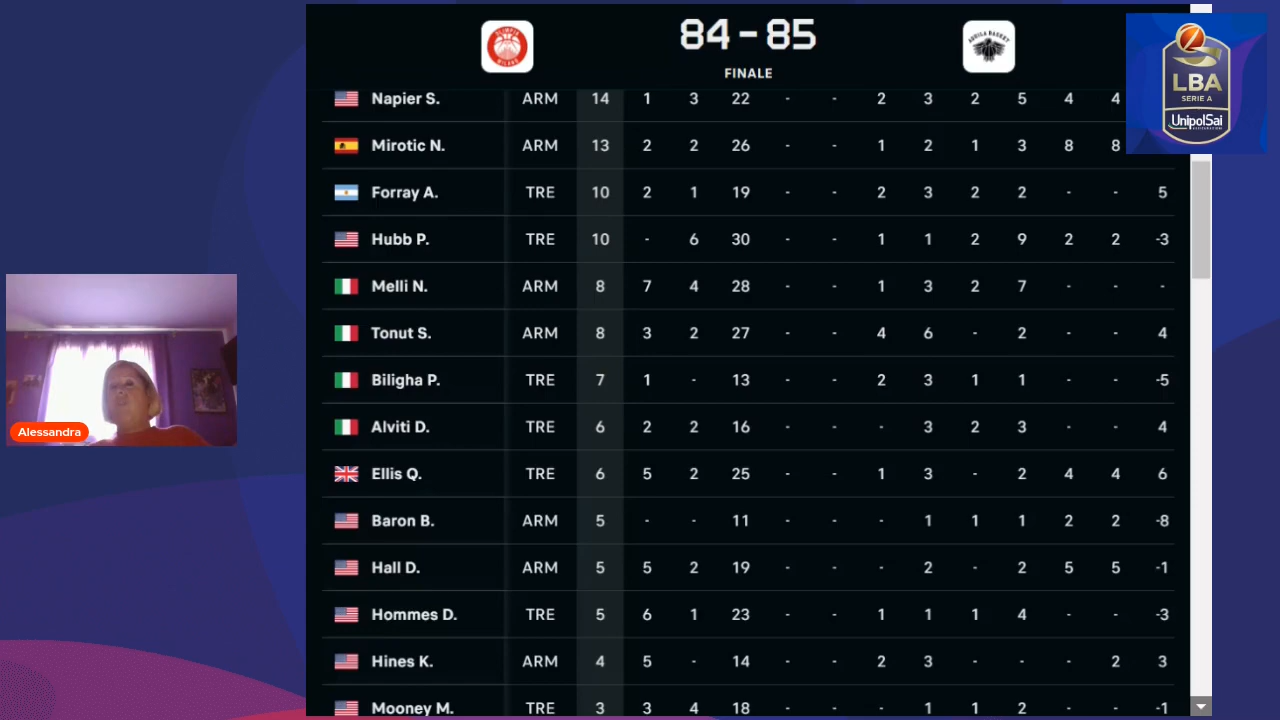 84 - 85
FINALE
OLIMPIA MILANO
AQUILA BASKET
LBA
SERIE A
UnipolSai
Napier S. ARM 14 1 3 22 - - 2 3 2 5 4 4
Mirotic N. ARM 13 2 2 26 - - 1 2 1 3 8 8
Forray A. TRE 10 2 1 19 - - 2 3 2 2 - - 5
Hubb P. TRE 10 - 6 30 - - 1 1 2 9 2 2 -3
Melli N. ARM 8 7 4 28 - - 1 3 2 7 - - -
Tonut S. ARM 8 3 2 27 - - 4 6 - 2 - - 4
Biligha P. TRE 7 1 - 13 - - 2 3 1 1 - - -5
Alviti D. TRE 6 2 2 16 - - - 3 2 3 - - 4
Ellis Q. TRE 6 5 2 25 - - 1 3 - 2 4 4 6
Baron B. ARM 5 - - 11 - - - 1 1 1 2 2 -8
Hall D. ARM 5 5 2 19 - - - 2 - 2 5 5 -1
Hommes D. TRE 5 6 1 23 - - 1 1 1 4 - - -3
Hines K. ARM 4 5 - 14 - - 2 3 - - - 2 3
Mooney M. TRE 3 3 4 18 - - - 1 1 2 - - -1
Alessandra